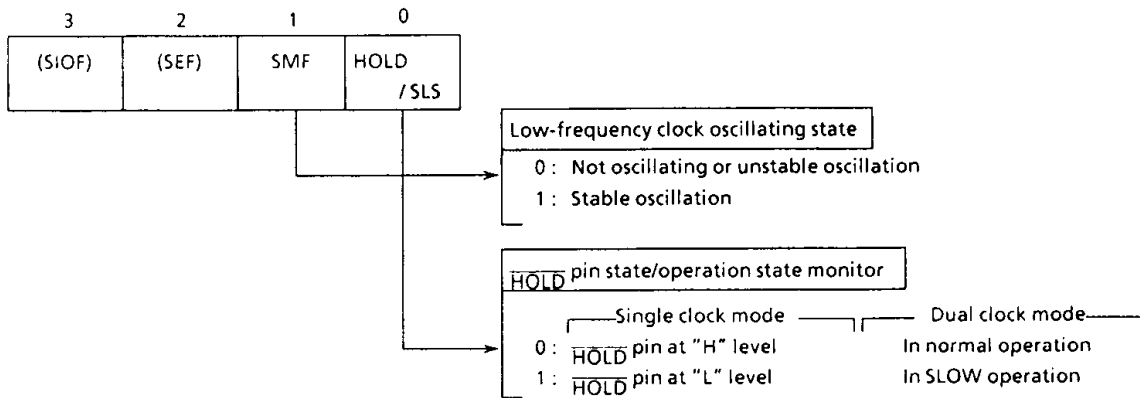 3 2 1 0
(SIOF) (SEF) SMF HOLD
/ SLS
Low-frequency clock oscillating state
0 : Not oscillating or unstable oscillation
1 : Stable oscillation
HOLD pin state/operation state monitor
Single clock mode Dual clock mode
0 : HOLD pin at "H" level In normal operation
1 : HOLD pin at "L" level In SLOW operation